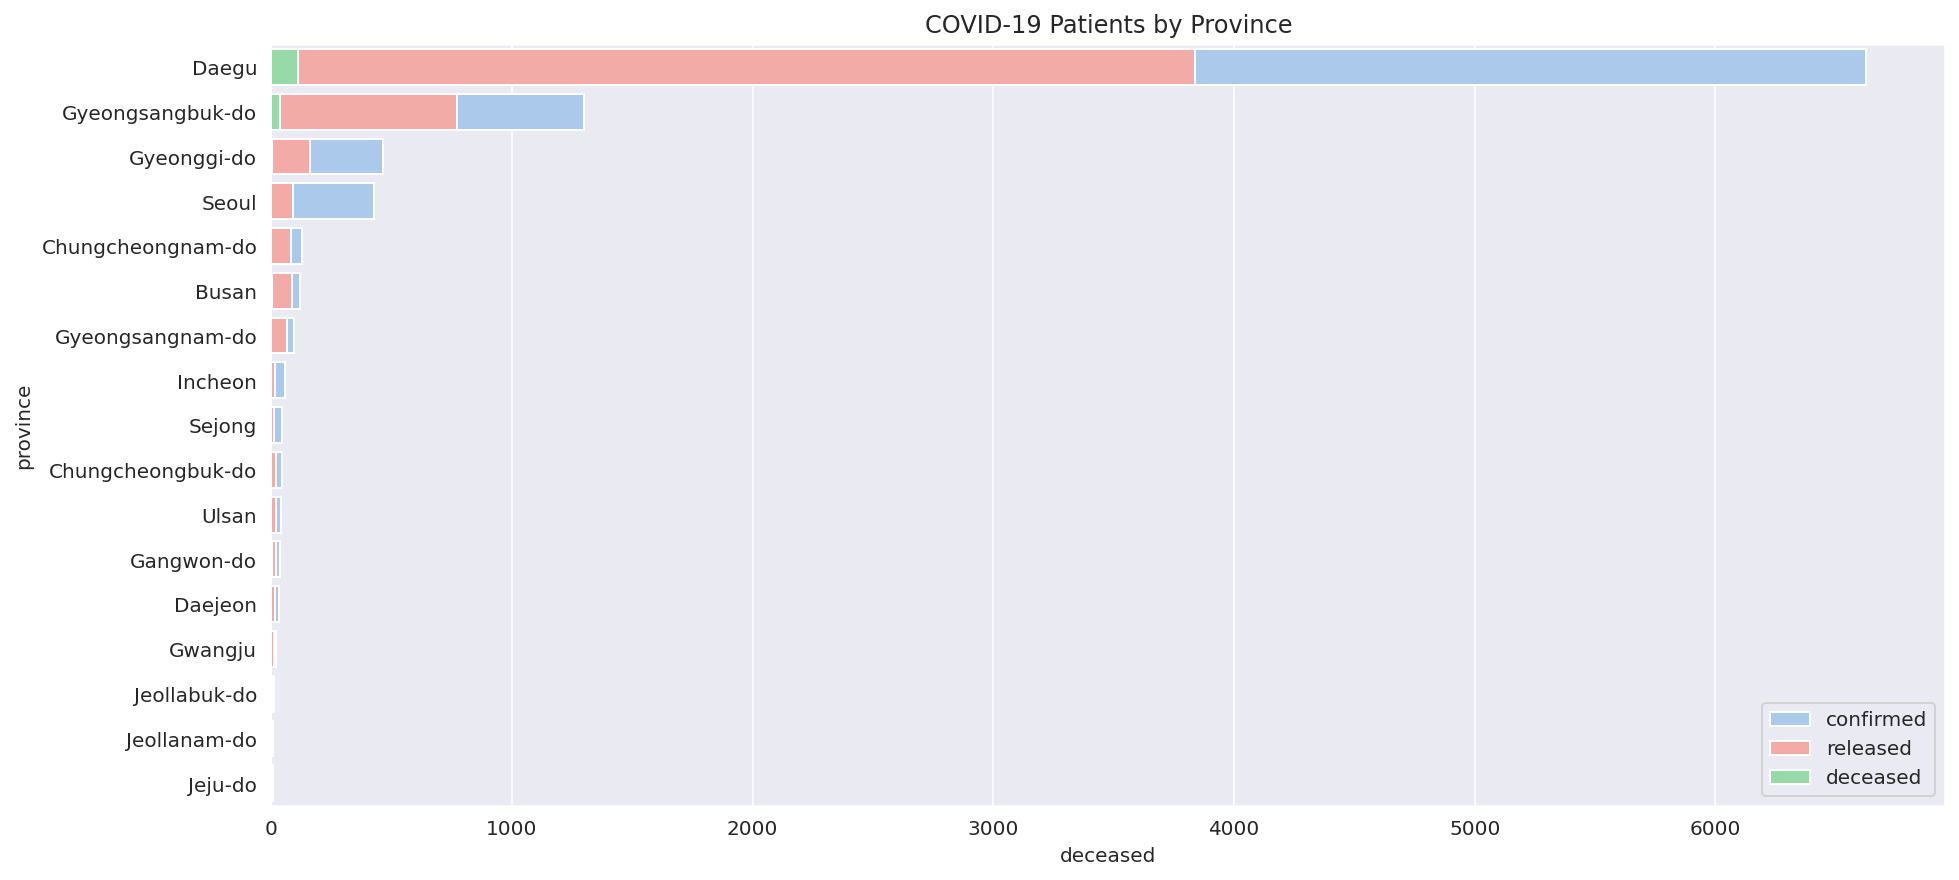 COVID-19 Patients by Province
province
Daegu
Gyeongsangbuk-do
Gyeonggi-do
Seoul
Chungcheongnam-do
Busan
Gyeongsangnam-do
Incheon
Sejong
Chungcheongbuk-do
Ulsan
Gangwon-do
Daejeon
Gwangju
Jeollabuk-do
Jeollanam-do
Jeju-do
confirmed
released
deceased
0 1000 2000 3000 4000 5000 6000
deceased